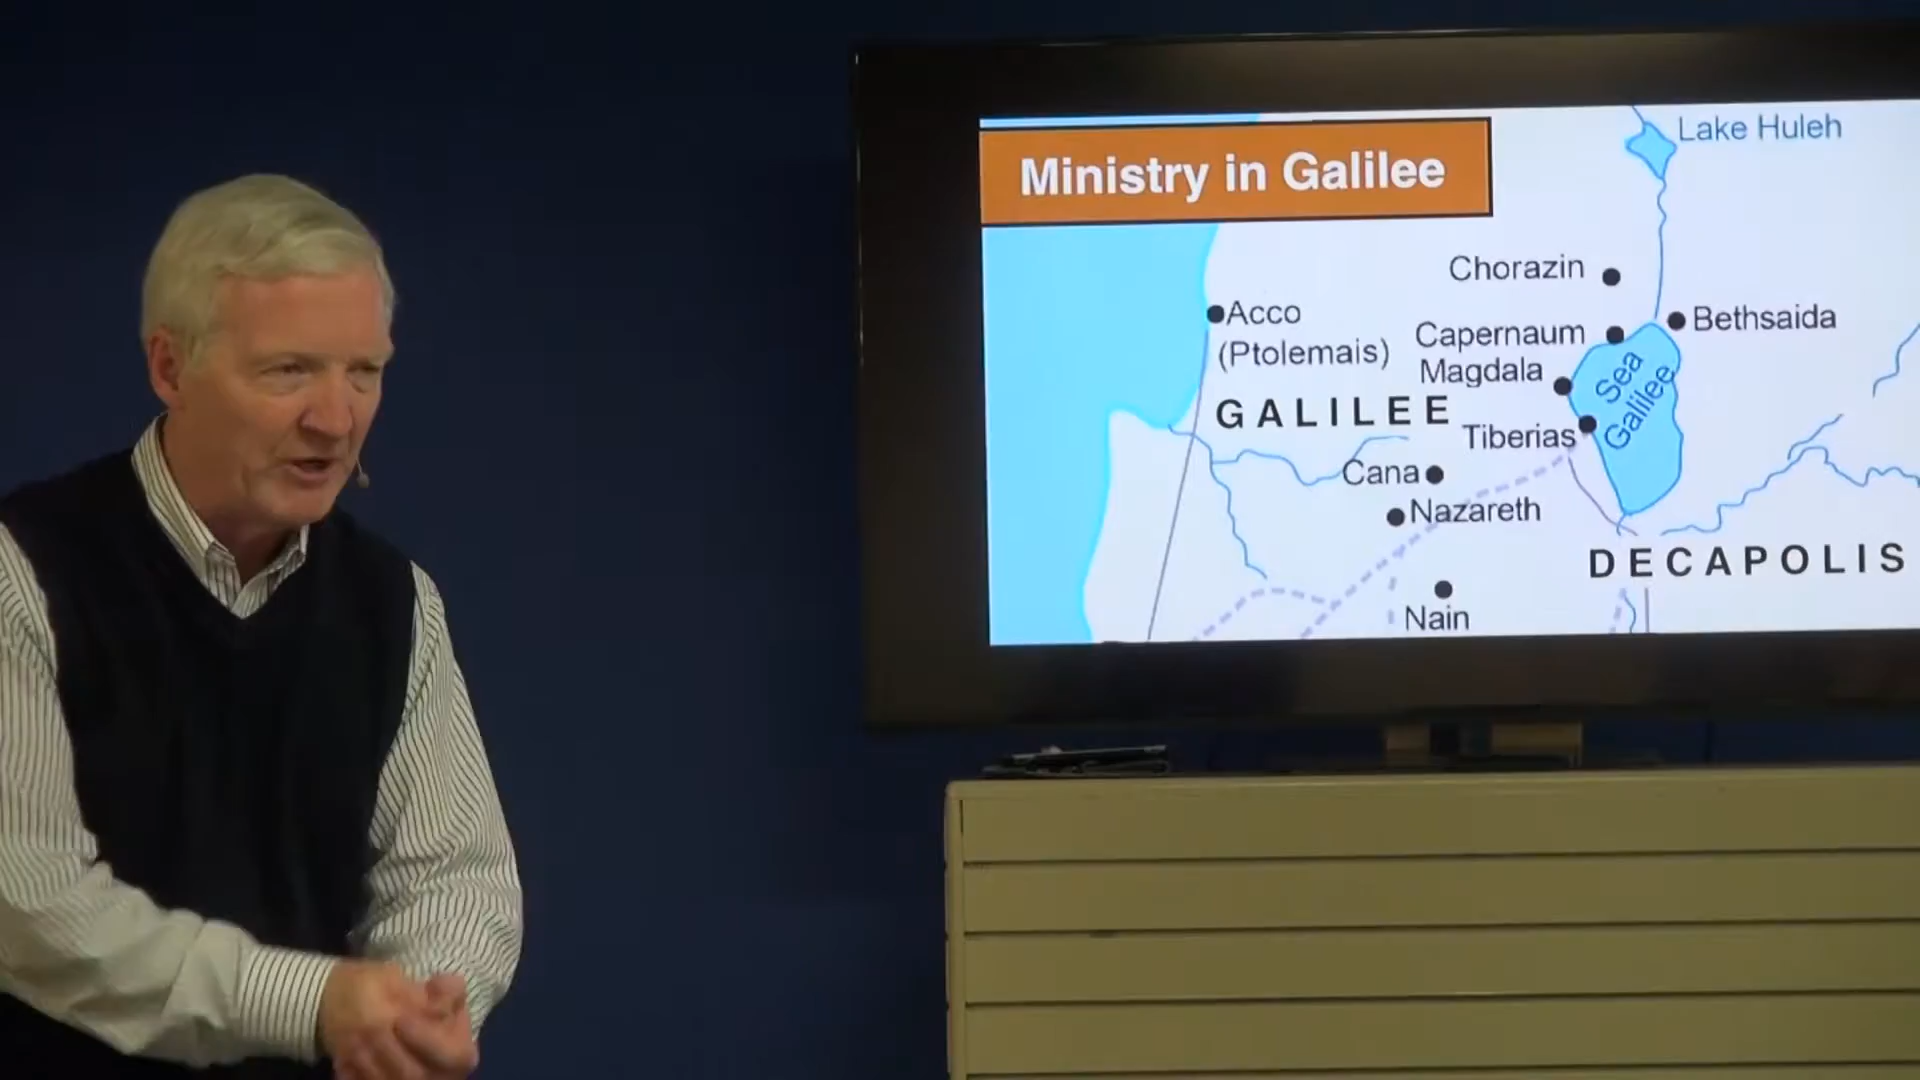 Ministry in Galilee
Lake Huleh
Chorazin
Acco
(Ptolemais)
Capernaum
Bethsaida
Magdala
Sea
Galilee
GALILEE
Tiberias
Cana
Nazareth
DECAPOLIS
Nain